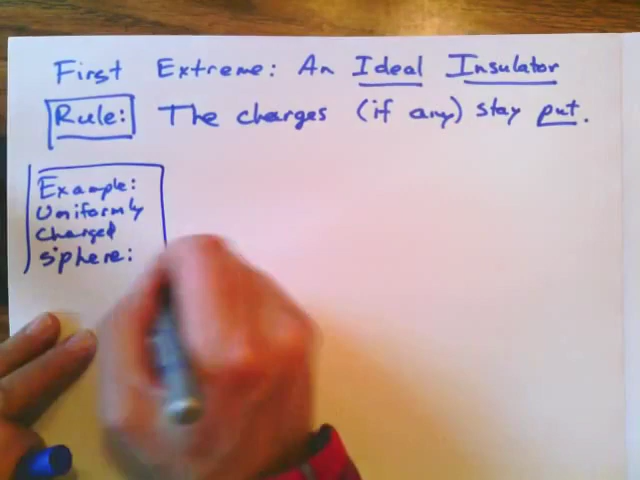 First Extreme: An Ideal Insulator
Rule: The charges (if any) stay put.
Example:
Uniformly
Charged
Sphere: